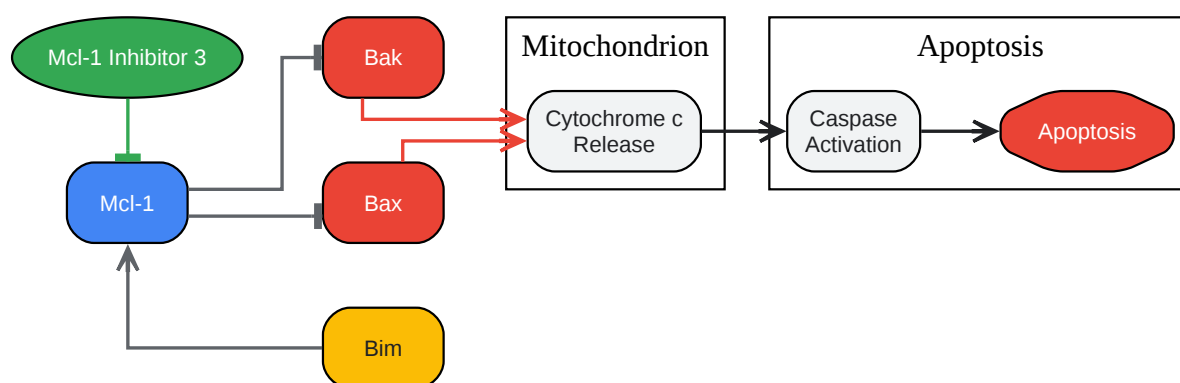 Mcl-1 Inhibitor 3
Bak
Mitochondrion
Apoptosis
Cytochrome c
Release
Caspase
Activation
Apoptosis
Mcl-1
Bax
Bim